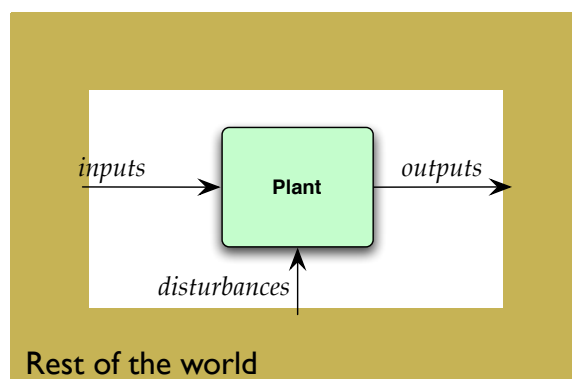 inputs
Plant
outputs
disturbances
Rest of the world